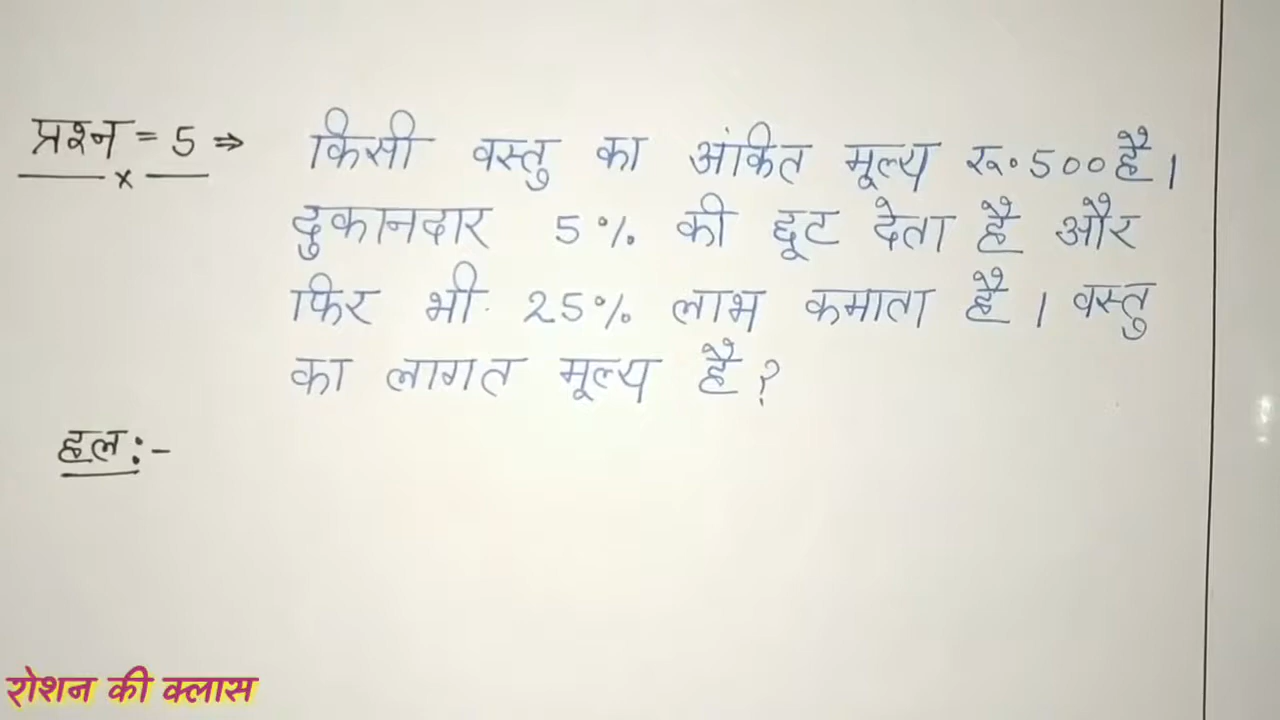 प्रश्न = 5 ⇒ किसी वस्तु का अंकित मूल्य रू॰ 500 है।
दुकानदार 5% की छूट देता है और
फिर भी 25% लाभ कमाता है। वस्तु
का लागत मूल्य है?
हल:-
रोशन की क्लास